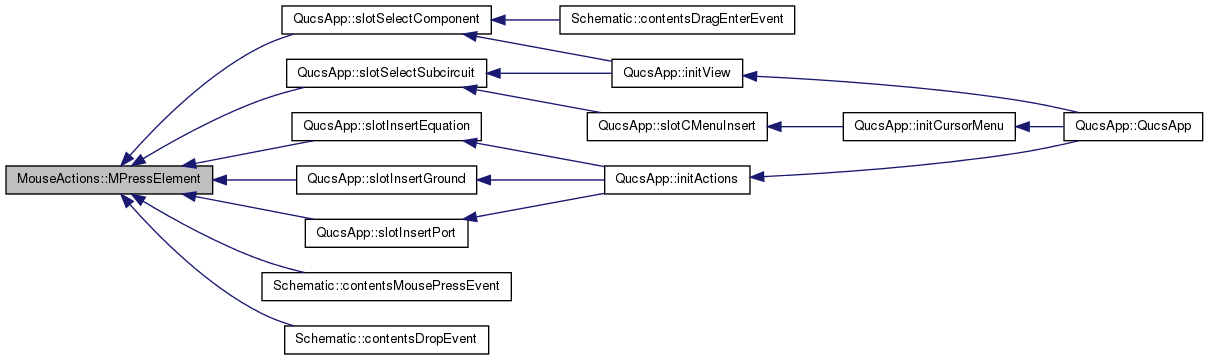 QucsApp::slotSelectComponent
Schematic::contentsDragEnterEvent
QucsApp::slotSelectSubcircuit
QucsApp::initView
QucsApp::slotInsertEquation
QucsApp::slotCMenuInsert
QucsApp::initCursorMenu
QucsApp::QucsApp
MouseActions::MPressElement
QucsApp::slotInsertGround
QucsApp::initActions
QucsApp::slotInsertPort
Schematic::contentsMousePressEvent
Schematic::contentsDropEvent